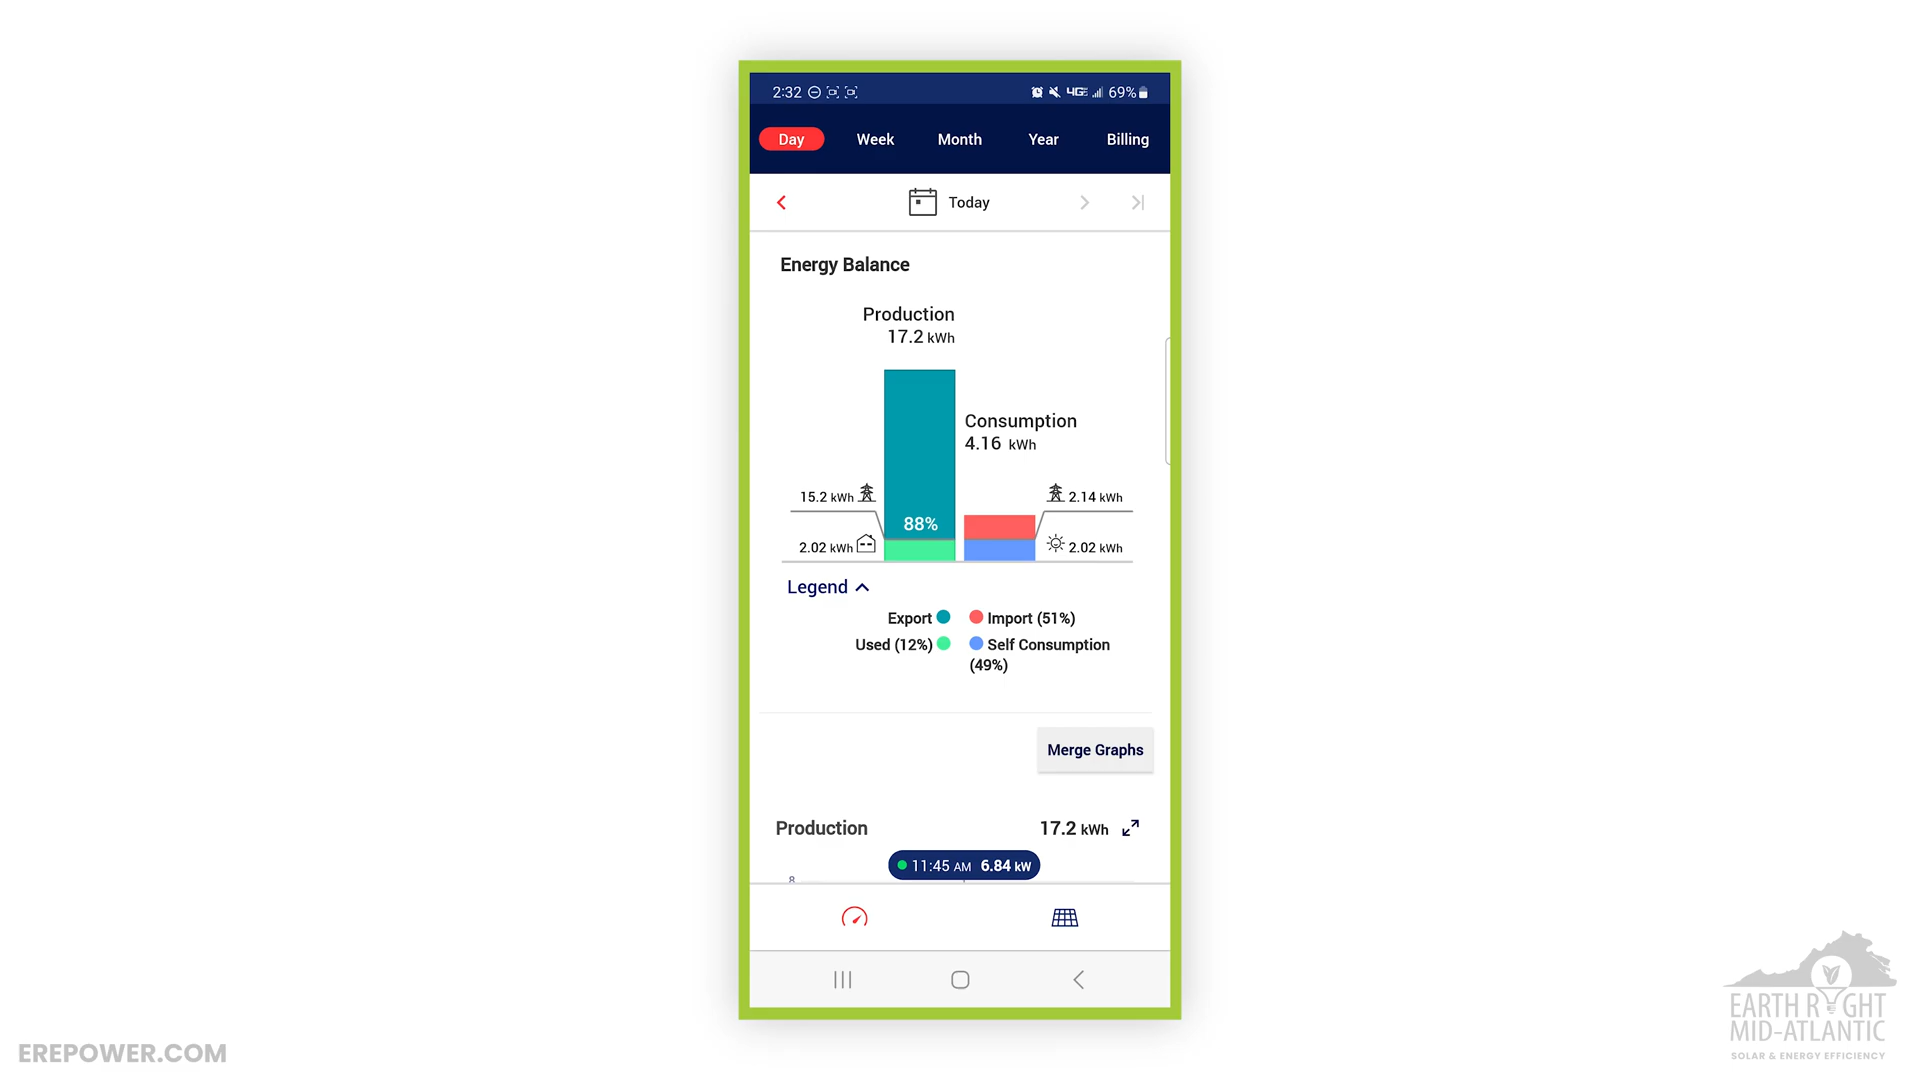 2:32
4G 69%
Day Week Month Year Billing
Today
Energy Balance
Production
17.2 kWh
Consumption
4.16 kWh
15.2 kWh
2.14 kWh
88%
2.02 kWh
2.02 kWh
Legend
Export
Import (51%)
Used (12%)
Self Consumption
(49%)
Merge Graphs
Production 17.2 kWh
11:45 AM 6.84 kW
8
EARTH RIGHT
MID-ATLANTIC
SOLAR & ENERGY EFFICIENCY
EREPOWER.COM